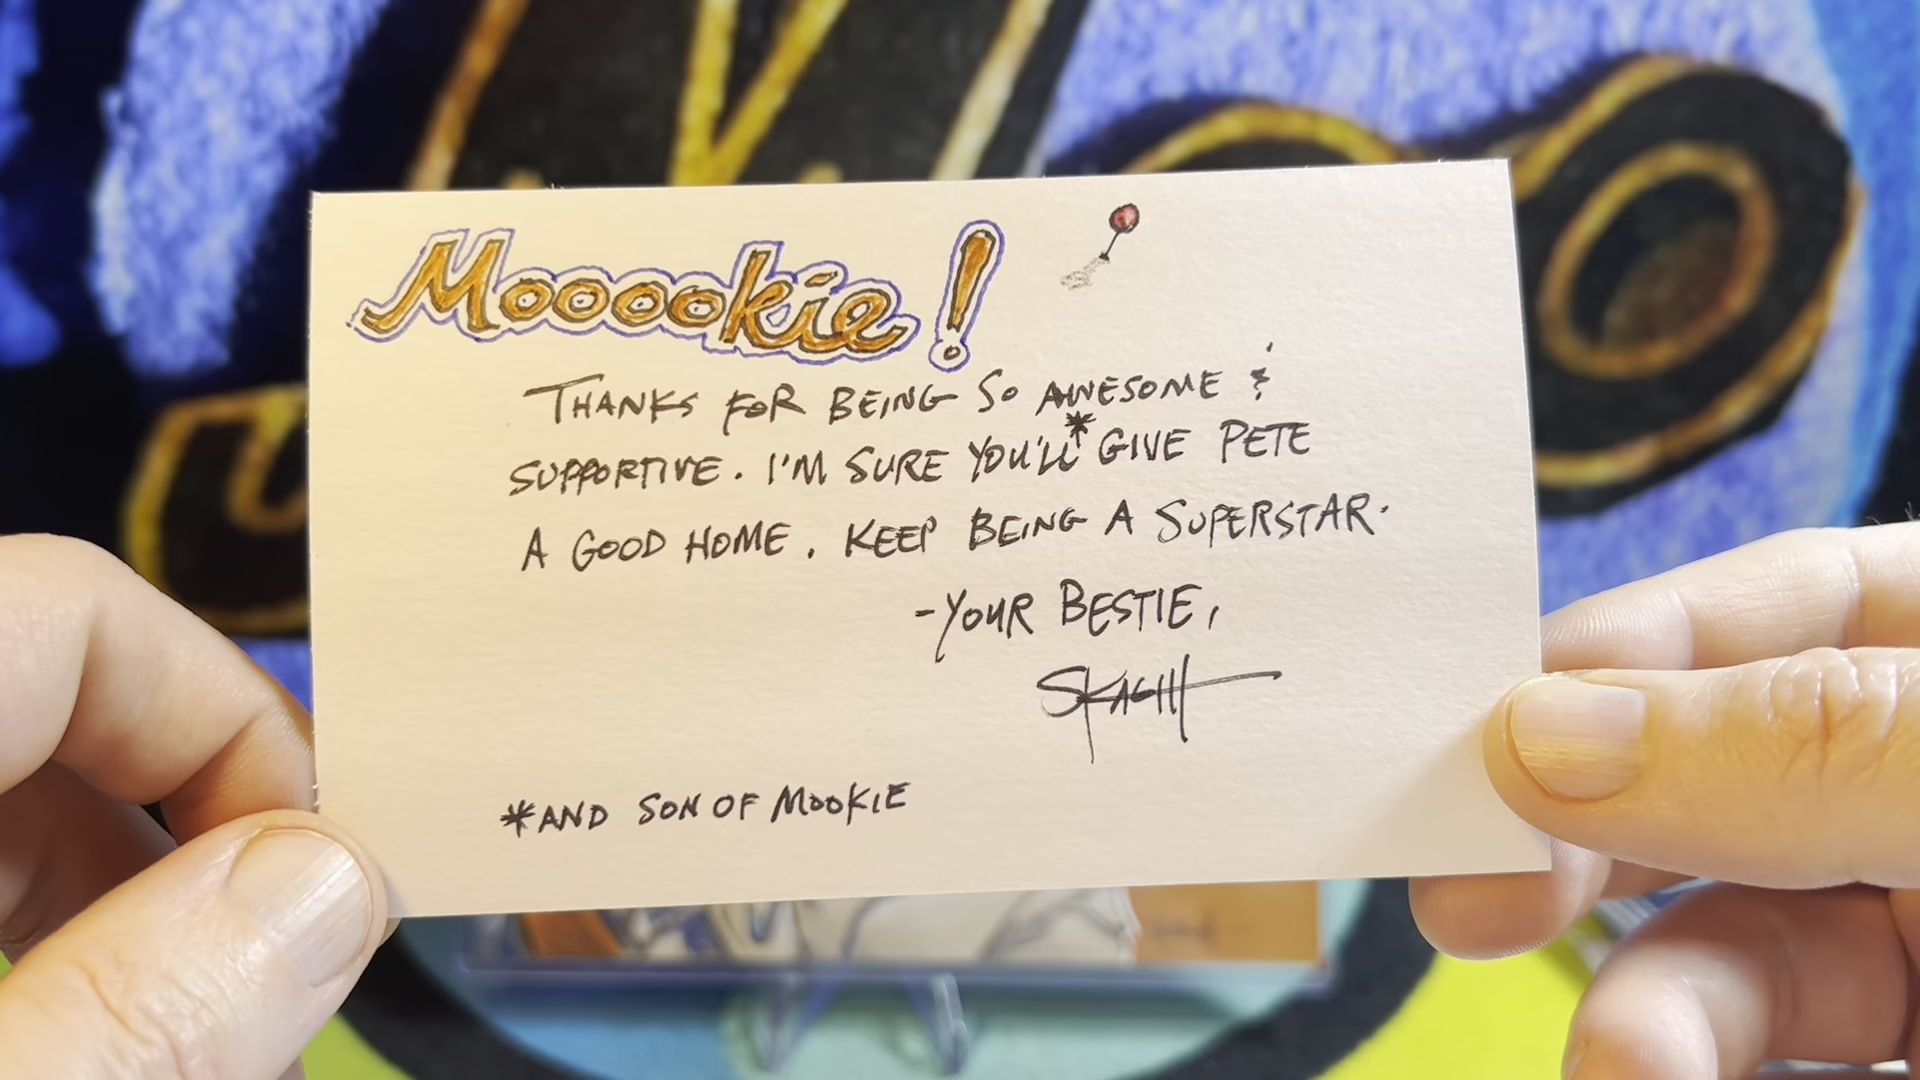 Mooookie!
THANKS FOR BEING SO AWESOME &
SUPPORTIVE. I'M SURE YOU'LL* GIVE PETE
A GOOD HOME. KEEP BEING A SUPERSTAR.
-YOUR BESTIE,
*AND SON OF MOOKIE